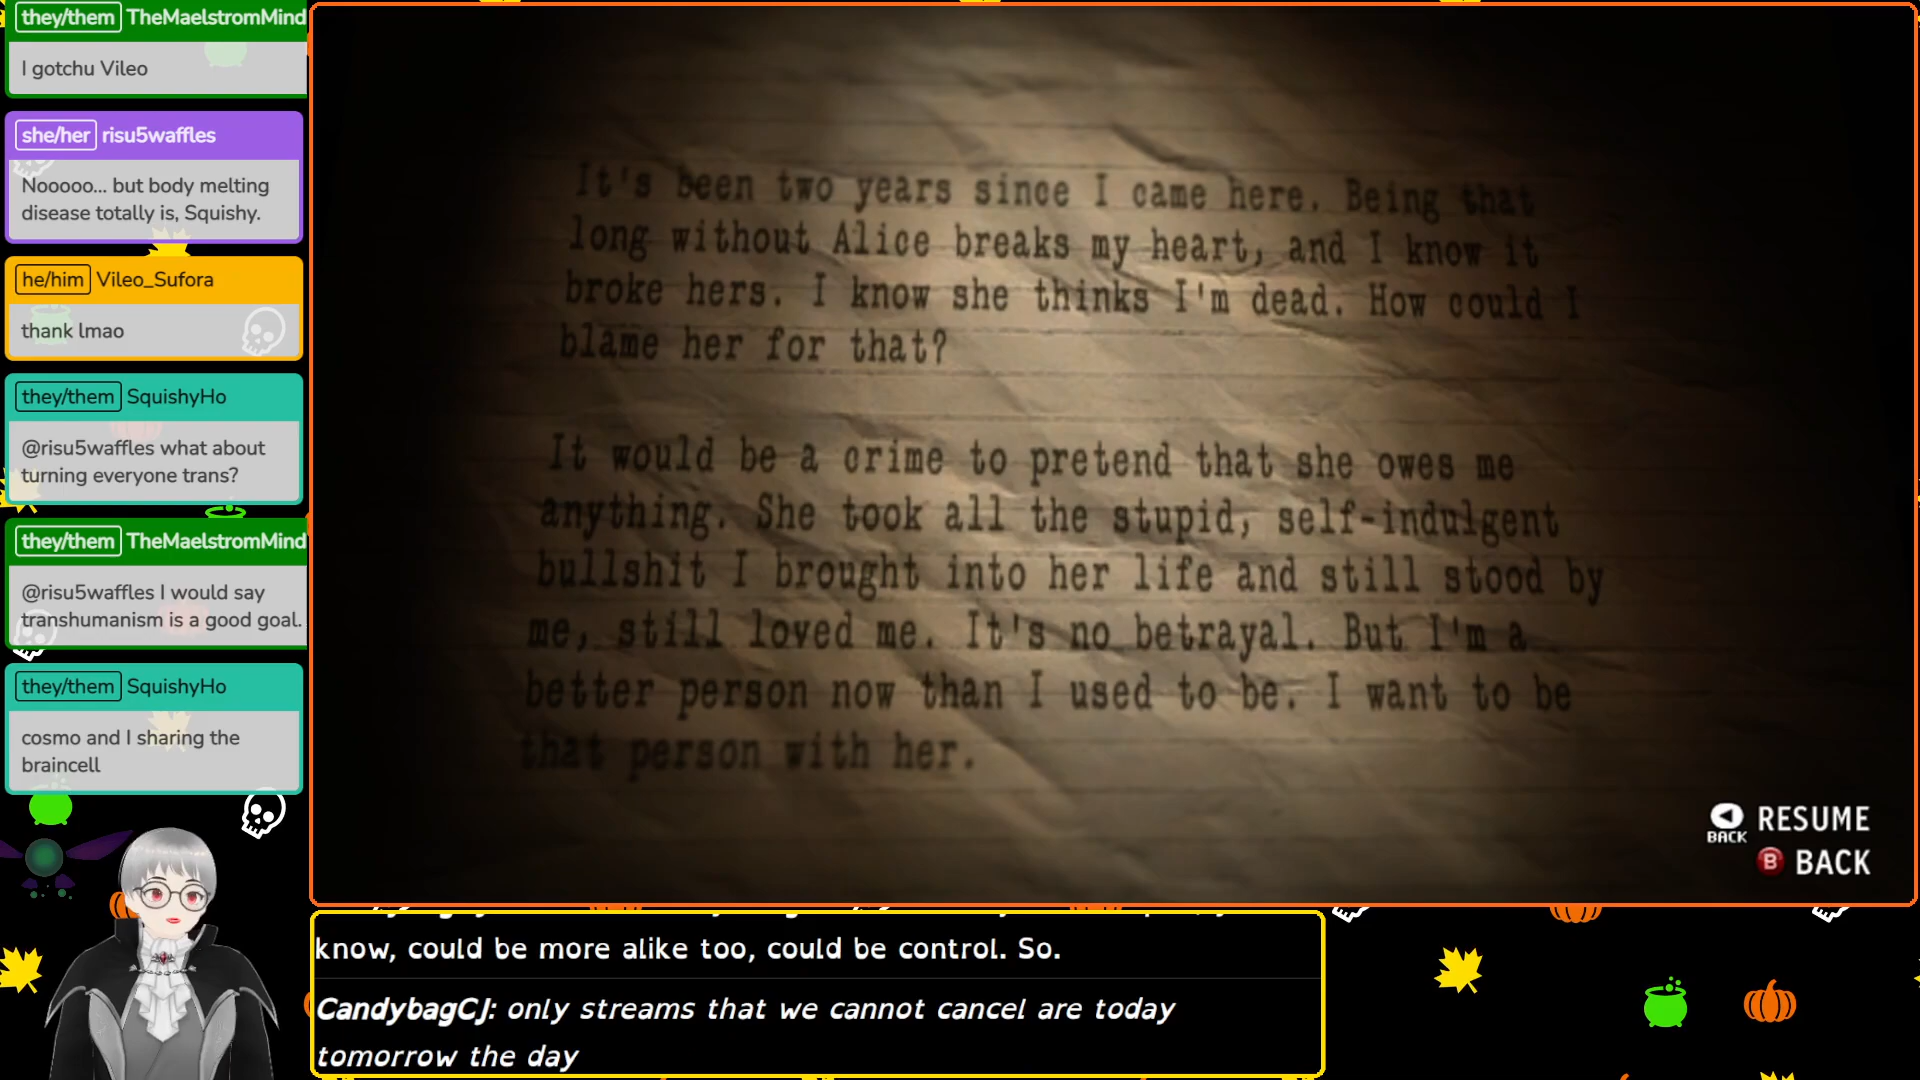 they/them TheMaelstromMind
I gotchu Vileo
she/her risu5waffles
Nooooo... but body melting
disease totally is, Squishy.
he/him Vileo_Sufora
thank lmao
they/them SquishyHo
@risu5waffles what about
turning everyone trans?
they/them TheMaelstromMind
@risu5waffles I would say
transhumanism is a good goal.
they/them SquishyHo
cosmo and I sharing the
braincell
It's been two years since I came here. Being that
long without Alice breaks my heart, and I know it
broke hers. I know she thinks I'm dead. How could I
blame her for that?
It would be a crime to pretend that she owes me
anything. She took all the stupid, self-indulgent
bullshit I brought into her life and still stood by
me, still loved me. It's no betrayal. But I'm a
better person now than I used to be. I want to be
that person with her.
BACK RESUME
B BACK
know, could be more alike too, could be control. So.
CandybagCJ: only streams that we cannot cancel are today
tomorrow the day